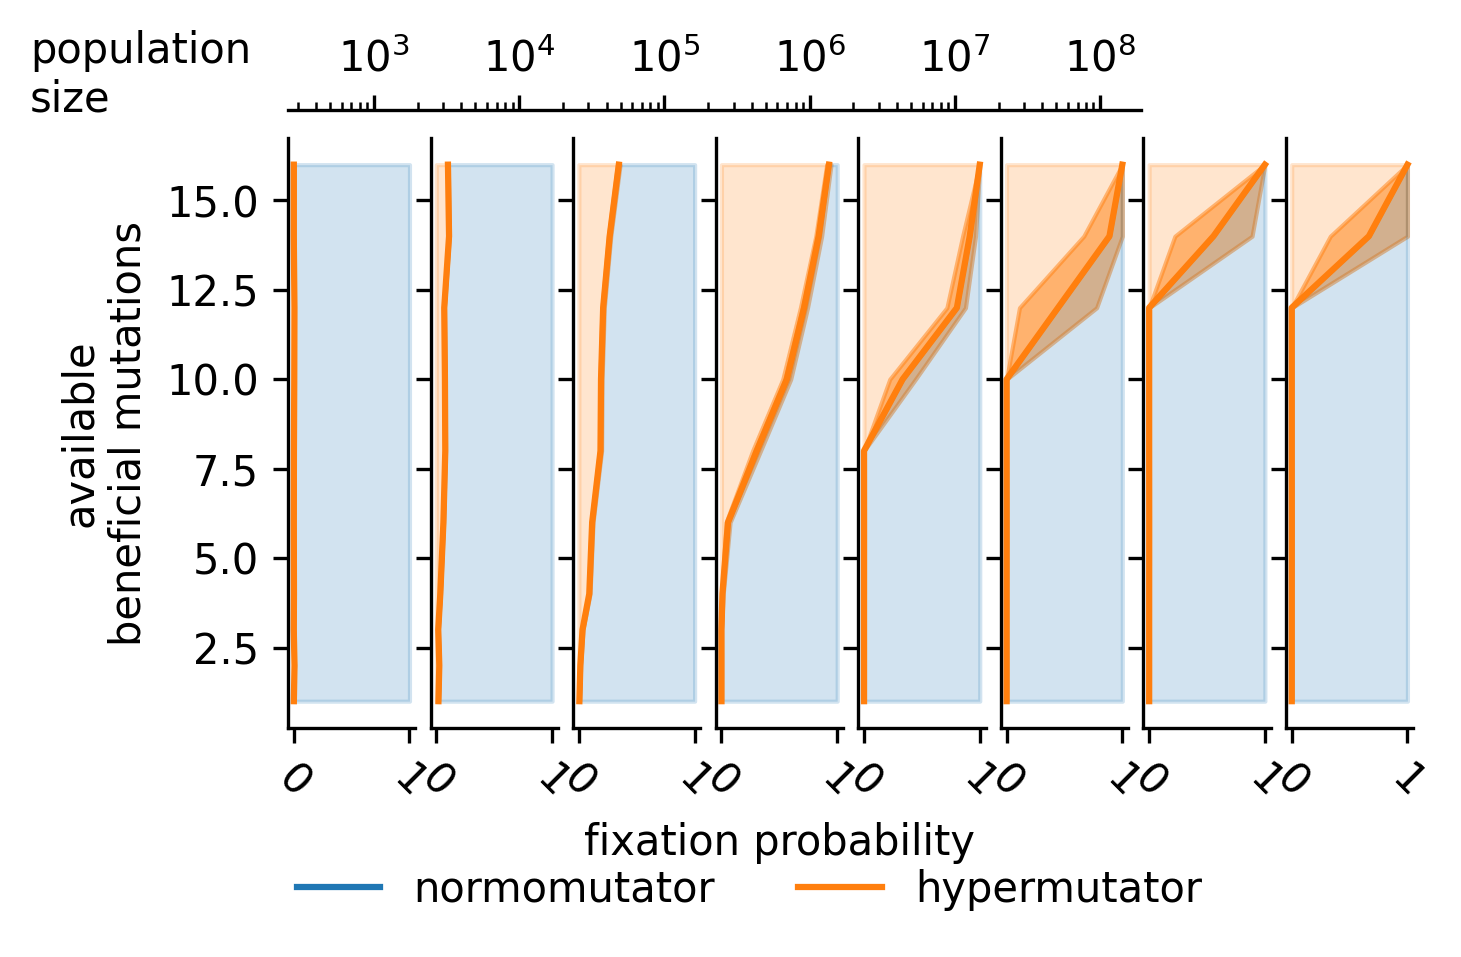 population
size
10³ 10⁴ 10⁵ 10⁶ 10⁷ 10⁸
available
beneficial mutations
15.0
12.5
10.0
7.5
5.0
2.5
0 10 10 10 10 10 10 10 1
fixation probability
normomutator hypermutator